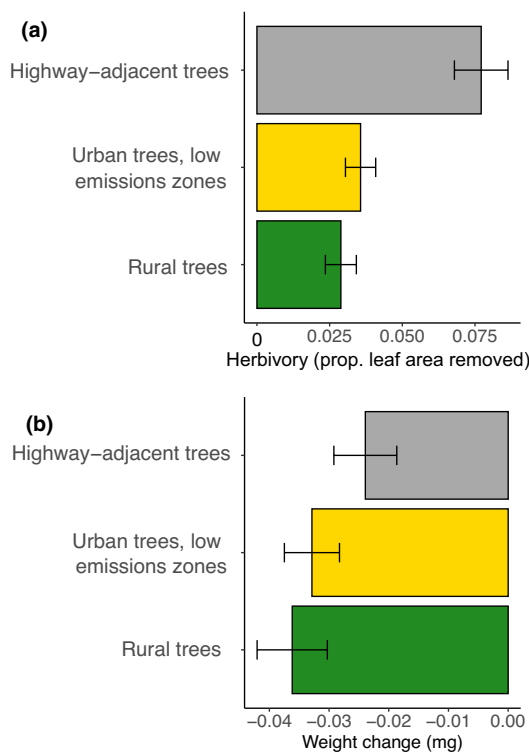 (a)
Highway−adjacent trees
Urban trees, low
emissions zones
Rural trees
0 0.025 0.050 0.075
Herbivory (prop. leaf area removed)
(b)
Highway−adjacent trees
Urban trees, low
emissions zones
Rural trees
−0.04 −0.03 −0.02 −0.01 0.00
Weight change (mg)